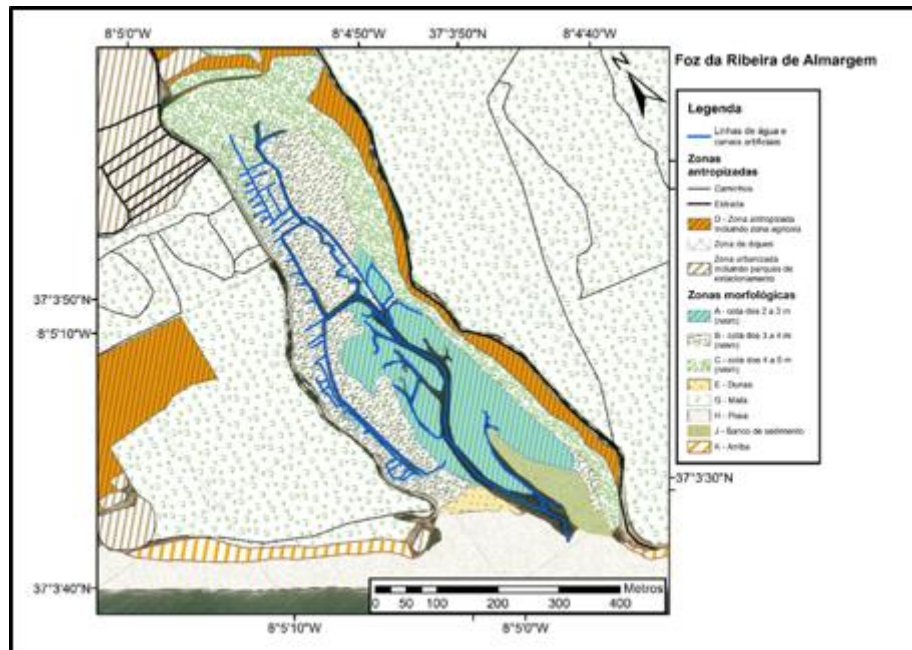 8°5'0"W
8°4'50"W
37°3'50"N
8°4'40"W
Foz da Ribeira de Almargem
N
Legenda
Linhas de água e
canais artificiais
Zonas
antropizadas
Caminhos
Estrada
D - Zona antropizada
incluindo zona agrícola
Zona de diques
Zona urbanizada
incluindo parques de
estacionamento
Zonas morfológicas
A - cota dos 2 a 3 m
(nmm)
B - cota dos 3 a 4 m
(nmm)
C - cota dos 4 a 5 m
(nmm)
E - Dunas
G - Mata
H - Praia
J - Banco de sedimento
K - Arriba
37°3'50"N
8°5'10"W
37°3'30"N
37°3'40"N
Metros
0 50 100 200 300 400
8°5'10"W
8°5'0"W